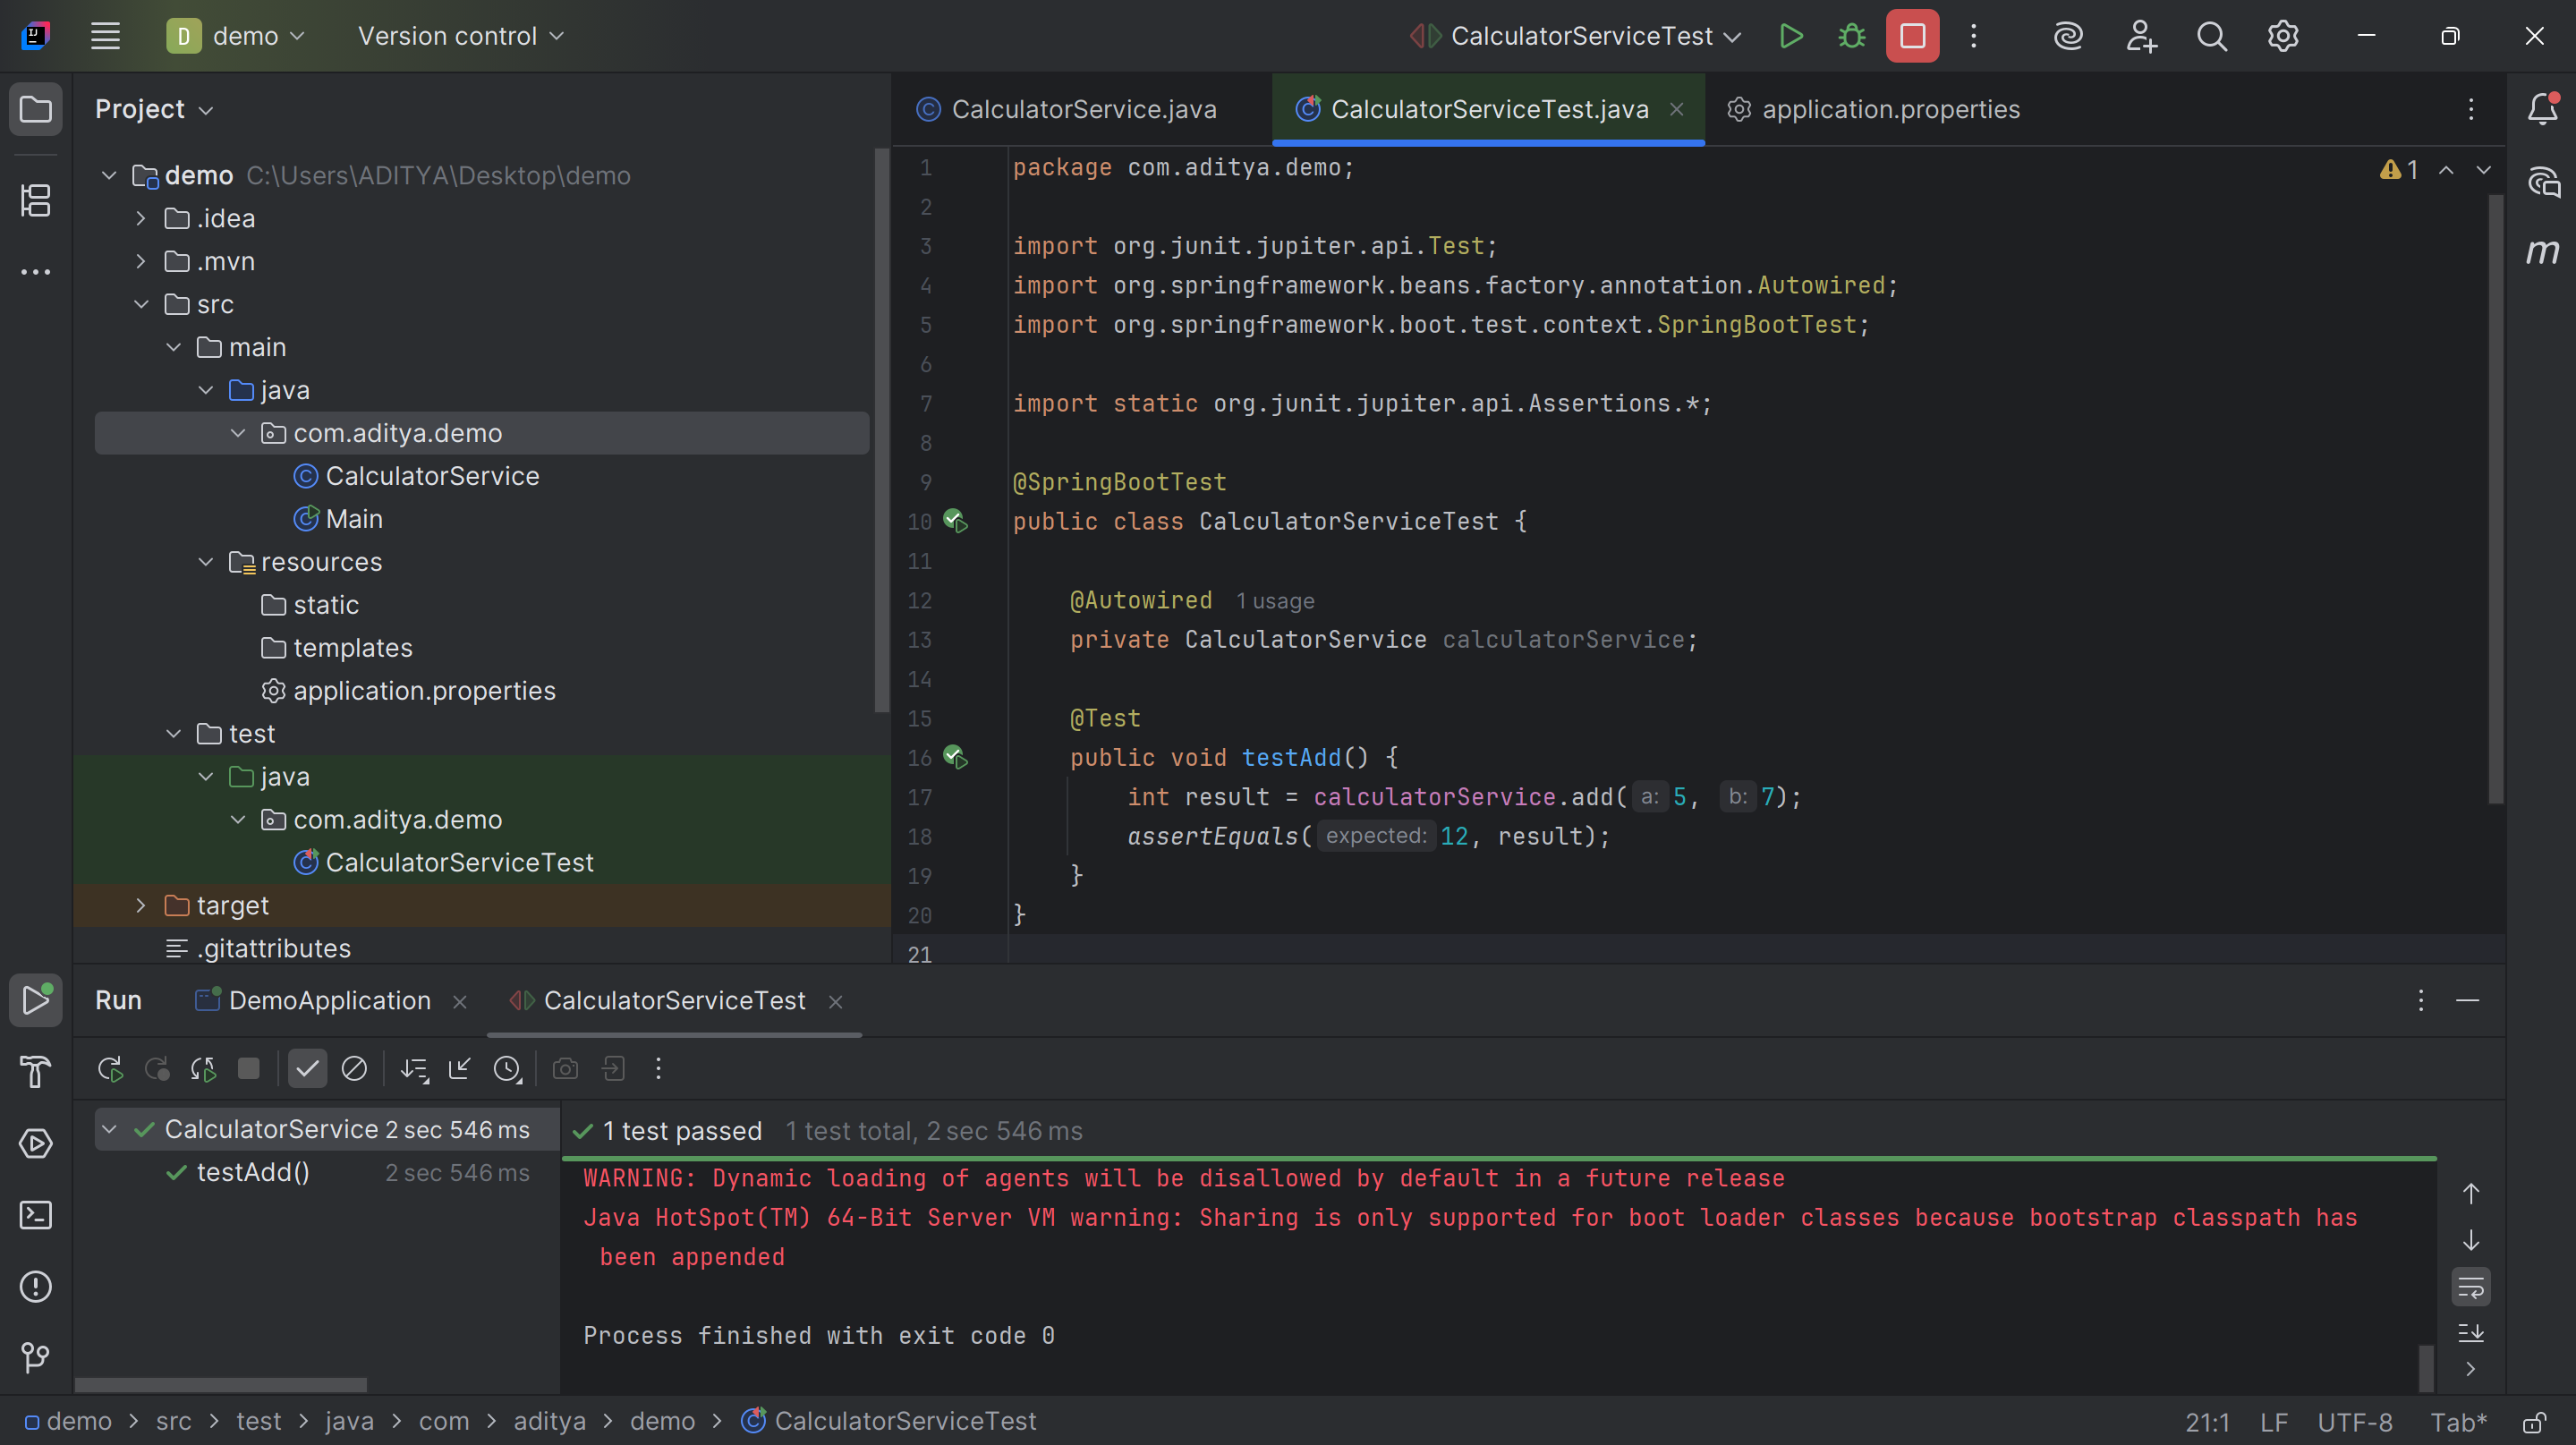 D demo Version control CalculatorServiceTest
Project
demo C:\Users\ADITYA\Desktop\demo
.idea
.mvn
src
main
java
com.aditya.demo
CalculatorService
Main
resources
static
templates
application.properties
test
java
com.aditya.demo
CalculatorServiceTest
target
.gitattributes
CalculatorService.java CalculatorServiceTest.java application.properties
1 package com.aditya.demo;
2
3 import org.junit.jupiter.api.Test;
4 import org.springframework.beans.factory.annotation.Autowired;
5 import org.springframework.boot.test.context.SpringBootTest;
6
7 import static org.junit.jupiter.api.Assertions.*;
8
9 @SpringBootTest
10 public class CalculatorServiceTest {
11
12 @Autowired 1 usage
13 private CalculatorService calculatorService;
14
15 @Test
16 public void testAdd() {
17 int result = calculatorService.add( a: 5, b: 7);
18 assertEquals( expected: 12, result);
19 }
20 }
21
1
m
Run DemoApplication CalculatorServiceTest
CalculatorService 2 sec 546 ms
testAdd() 2 sec 546 ms
1 test passed 1 test total, 2 sec 546 ms
WARNING: Dynamic loading of agents will be disallowed by default in a future release
Java HotSpot(TM) 64-Bit Server VM warning: Sharing is only supported for boot loader classes because bootstrap classpath has
been appended
Process finished with exit code 0
demo > src > test > java > com > aditya > demo > CalculatorServiceTest 21:1 LF UTF-8 Tab*